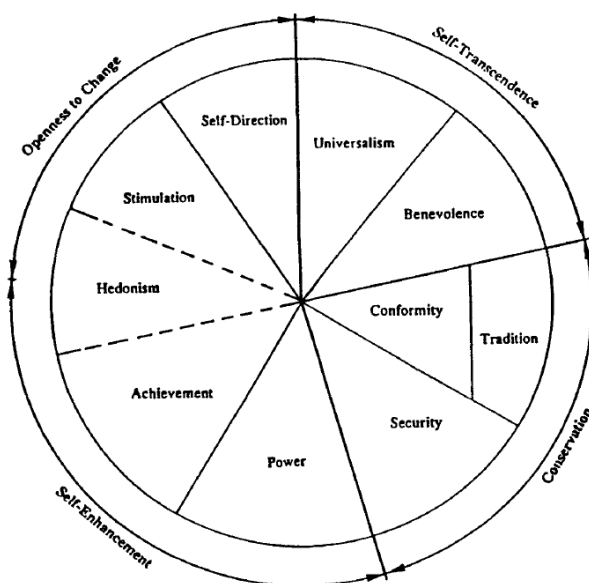 Openness to Change
Self-Transcendence
Self-Direction
Universalism
Stimulation
Benevolence
Hedonism
Conformity
Tradition
Achievement
Security
Power
Self-Enhancement
Conservation